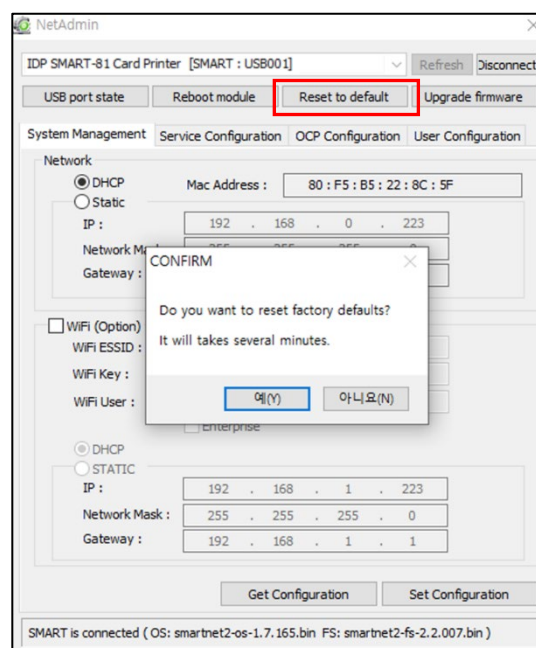 NetAdmin
IDP SMART-81 Card Printer [SMART : USB001] Refresh Disconnect
USB port state Reboot module Reset to default Upgrade firmware
System Management Service Configuration OCP Configuration User Configuration
Network
DHCP Mac Address : 80 : F5 : B5 : 22 : 8C : 5F
Static
IP : 192 . 168 . 0 . 223
Network
Gateway :
CONFIRM
Do you want to reset factory defaults?
It will takes several minutes.
예(Y) 아니요(N)
WiFi (Option)
WiFi ESSID :
WiFi Key :
WiFi User :
Enterprise
DHCP
STATIC
IP : 192 . 168 . 1 . 223
Network Mask : 255 . 255 . 255 . 0
Gateway : 192 . 168 . 1 . 1
Get Configuration Set Configuration
SMART is connected ( OS: smartnet2-os-1.7.165.bin FS: smartnet2-fs-2.2.007.bin )